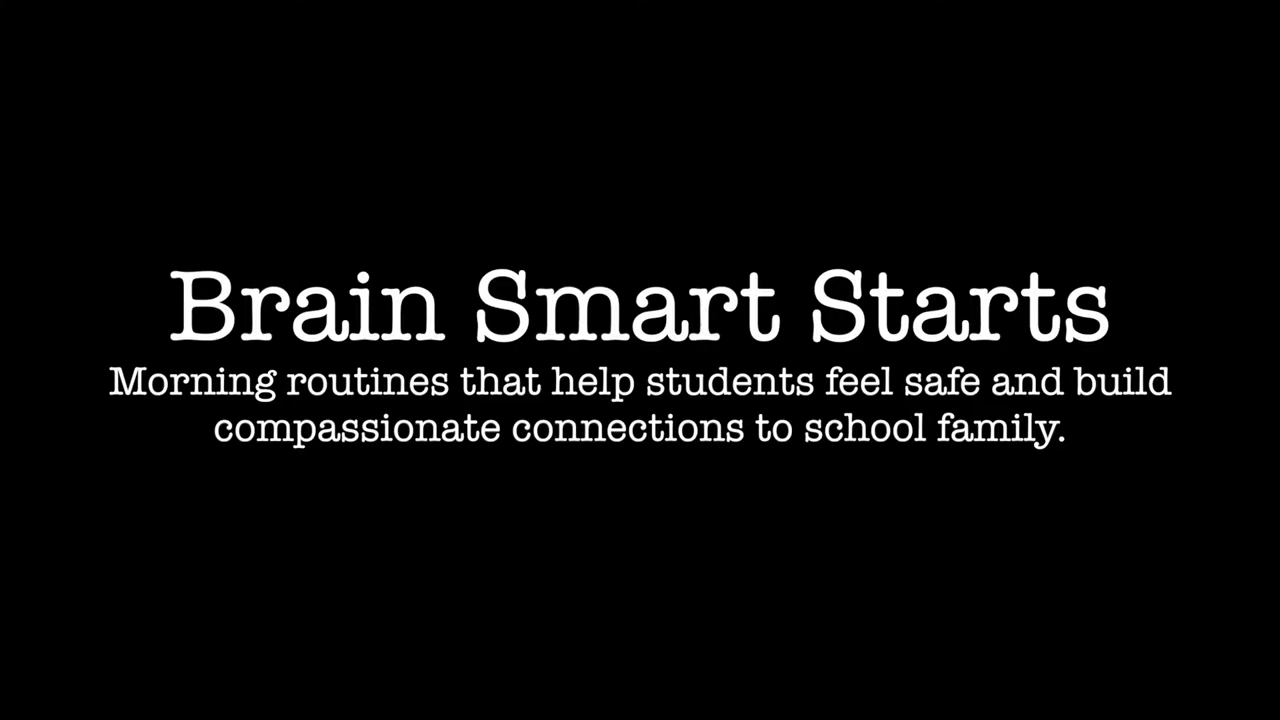 Brain Smart Starts
Morning routines that help students feel safe and build
compassionate connections to school family.